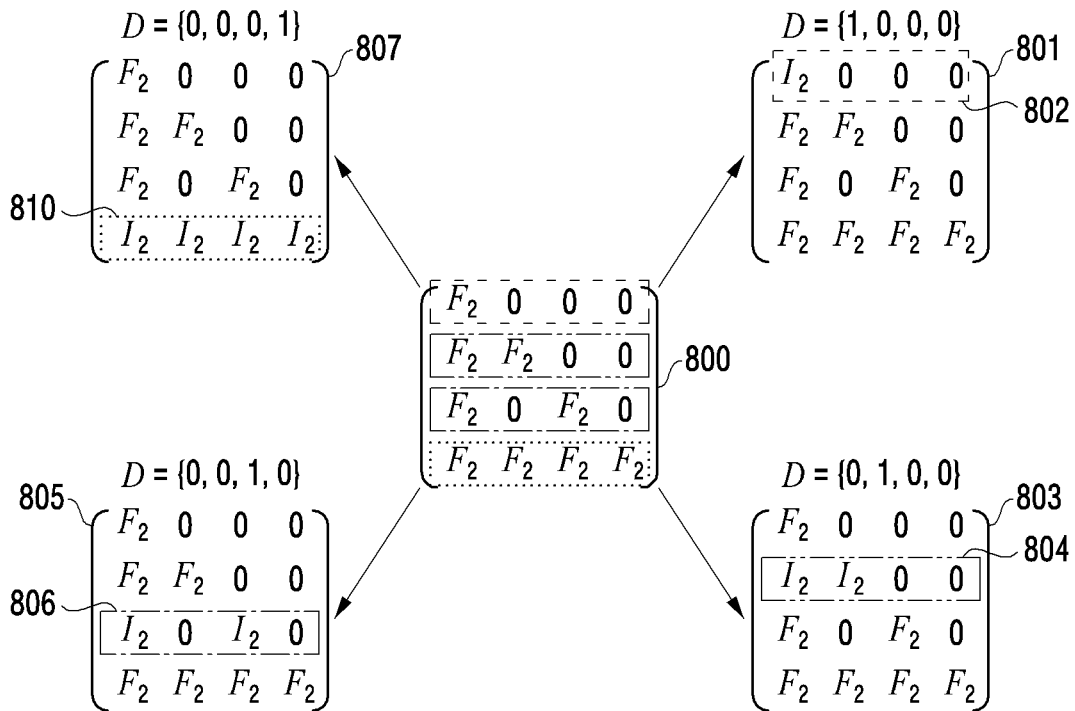 D = {0, 0, 0, 1}
807
F₂ 0 0 0
F₂ F₂ 0 0
F₂ 0 F₂ 0
810
I₂ I₂ I₂ I₂
D = {1, 0, 0, 0}
801
I₂ 0 0 0
802
F₂ F₂ 0 0
F₂ 0 F₂ 0
F₂ F₂ F₂ F₂
F₂ 0 0 0
F₂ F₂ 0 0
800
F₂ 0 F₂ 0
F₂ F₂ F₂ F₂
D = {0, 0, 1, 0}
805
F₂ 0 0 0
F₂ F₂ 0 0
806
I₂ 0 I₂ 0
F₂ F₂ F₂ F₂
D = {0, 1, 0, 0}
803
F₂ 0 0 0
804
I₂ I₂ 0 0
F₂ 0 F₂ 0
F₂ F₂ F₂ F₂